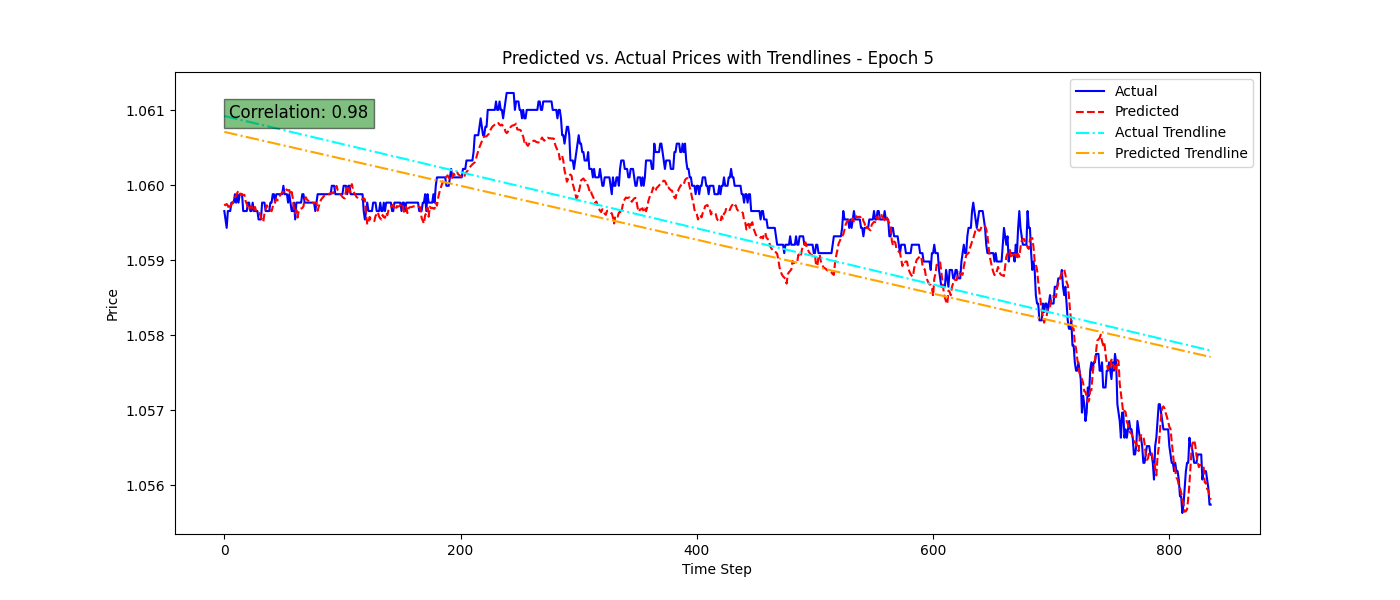 Predicted vs. Actual Prices with Trendlines - Epoch 5
Correlation: 0.98
Actual
Predicted
Actual Trendline
Predicted Trendline
Price
1.061
1.060
1.059
1.058
1.057
1.056
0 200 400 600 800
Time Step